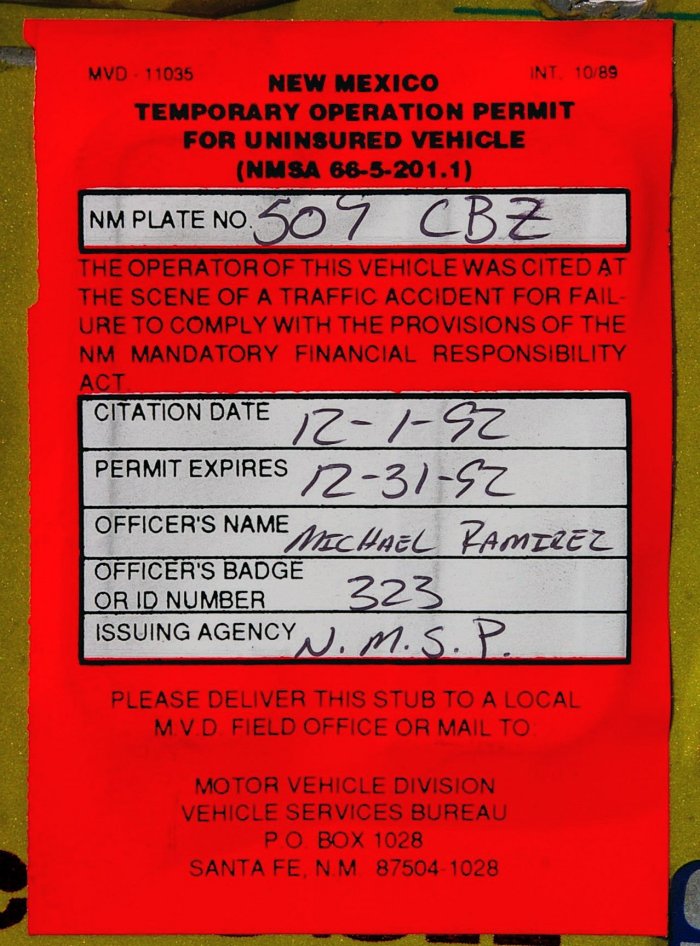 MVD - 11035 INT. 10/89
NEW MEXICO
TEMPORARY OPERATION PERMIT
FOR UNINSURED VEHICLE
(NMSA 66-5-201.1)
NM PLATE NO. 509 CBZ
THE OPERATOR OF THIS VEHICLE WAS CITED AT
THE SCENE OF A TRAFFIC ACCIDENT FOR FAIL-
URE TO COMPLY WITH THE PROVISIONS OF THE
NM MANDATORY FINANCIAL RESPONSIBILITY
ACT.
CITATION DATE 12-1-92
PERMIT EXPIRES 12-31-92
OFFICER'S NAME MICHAEL RAMIREZ
OFFICER'S BADGE
OR ID NUMBER 323
ISSUING AGENCY N.M.S.P.
PLEASE DELIVER THIS STUB TO A LOCAL
M.V.D. FIELD OFFICE OR MAIL TO
MOTOR VEHICLE DIVISION
VEHICLE SERVICES BUREAU
P.O. BOX 1028
SANTA FE, N.M. 87504-1028